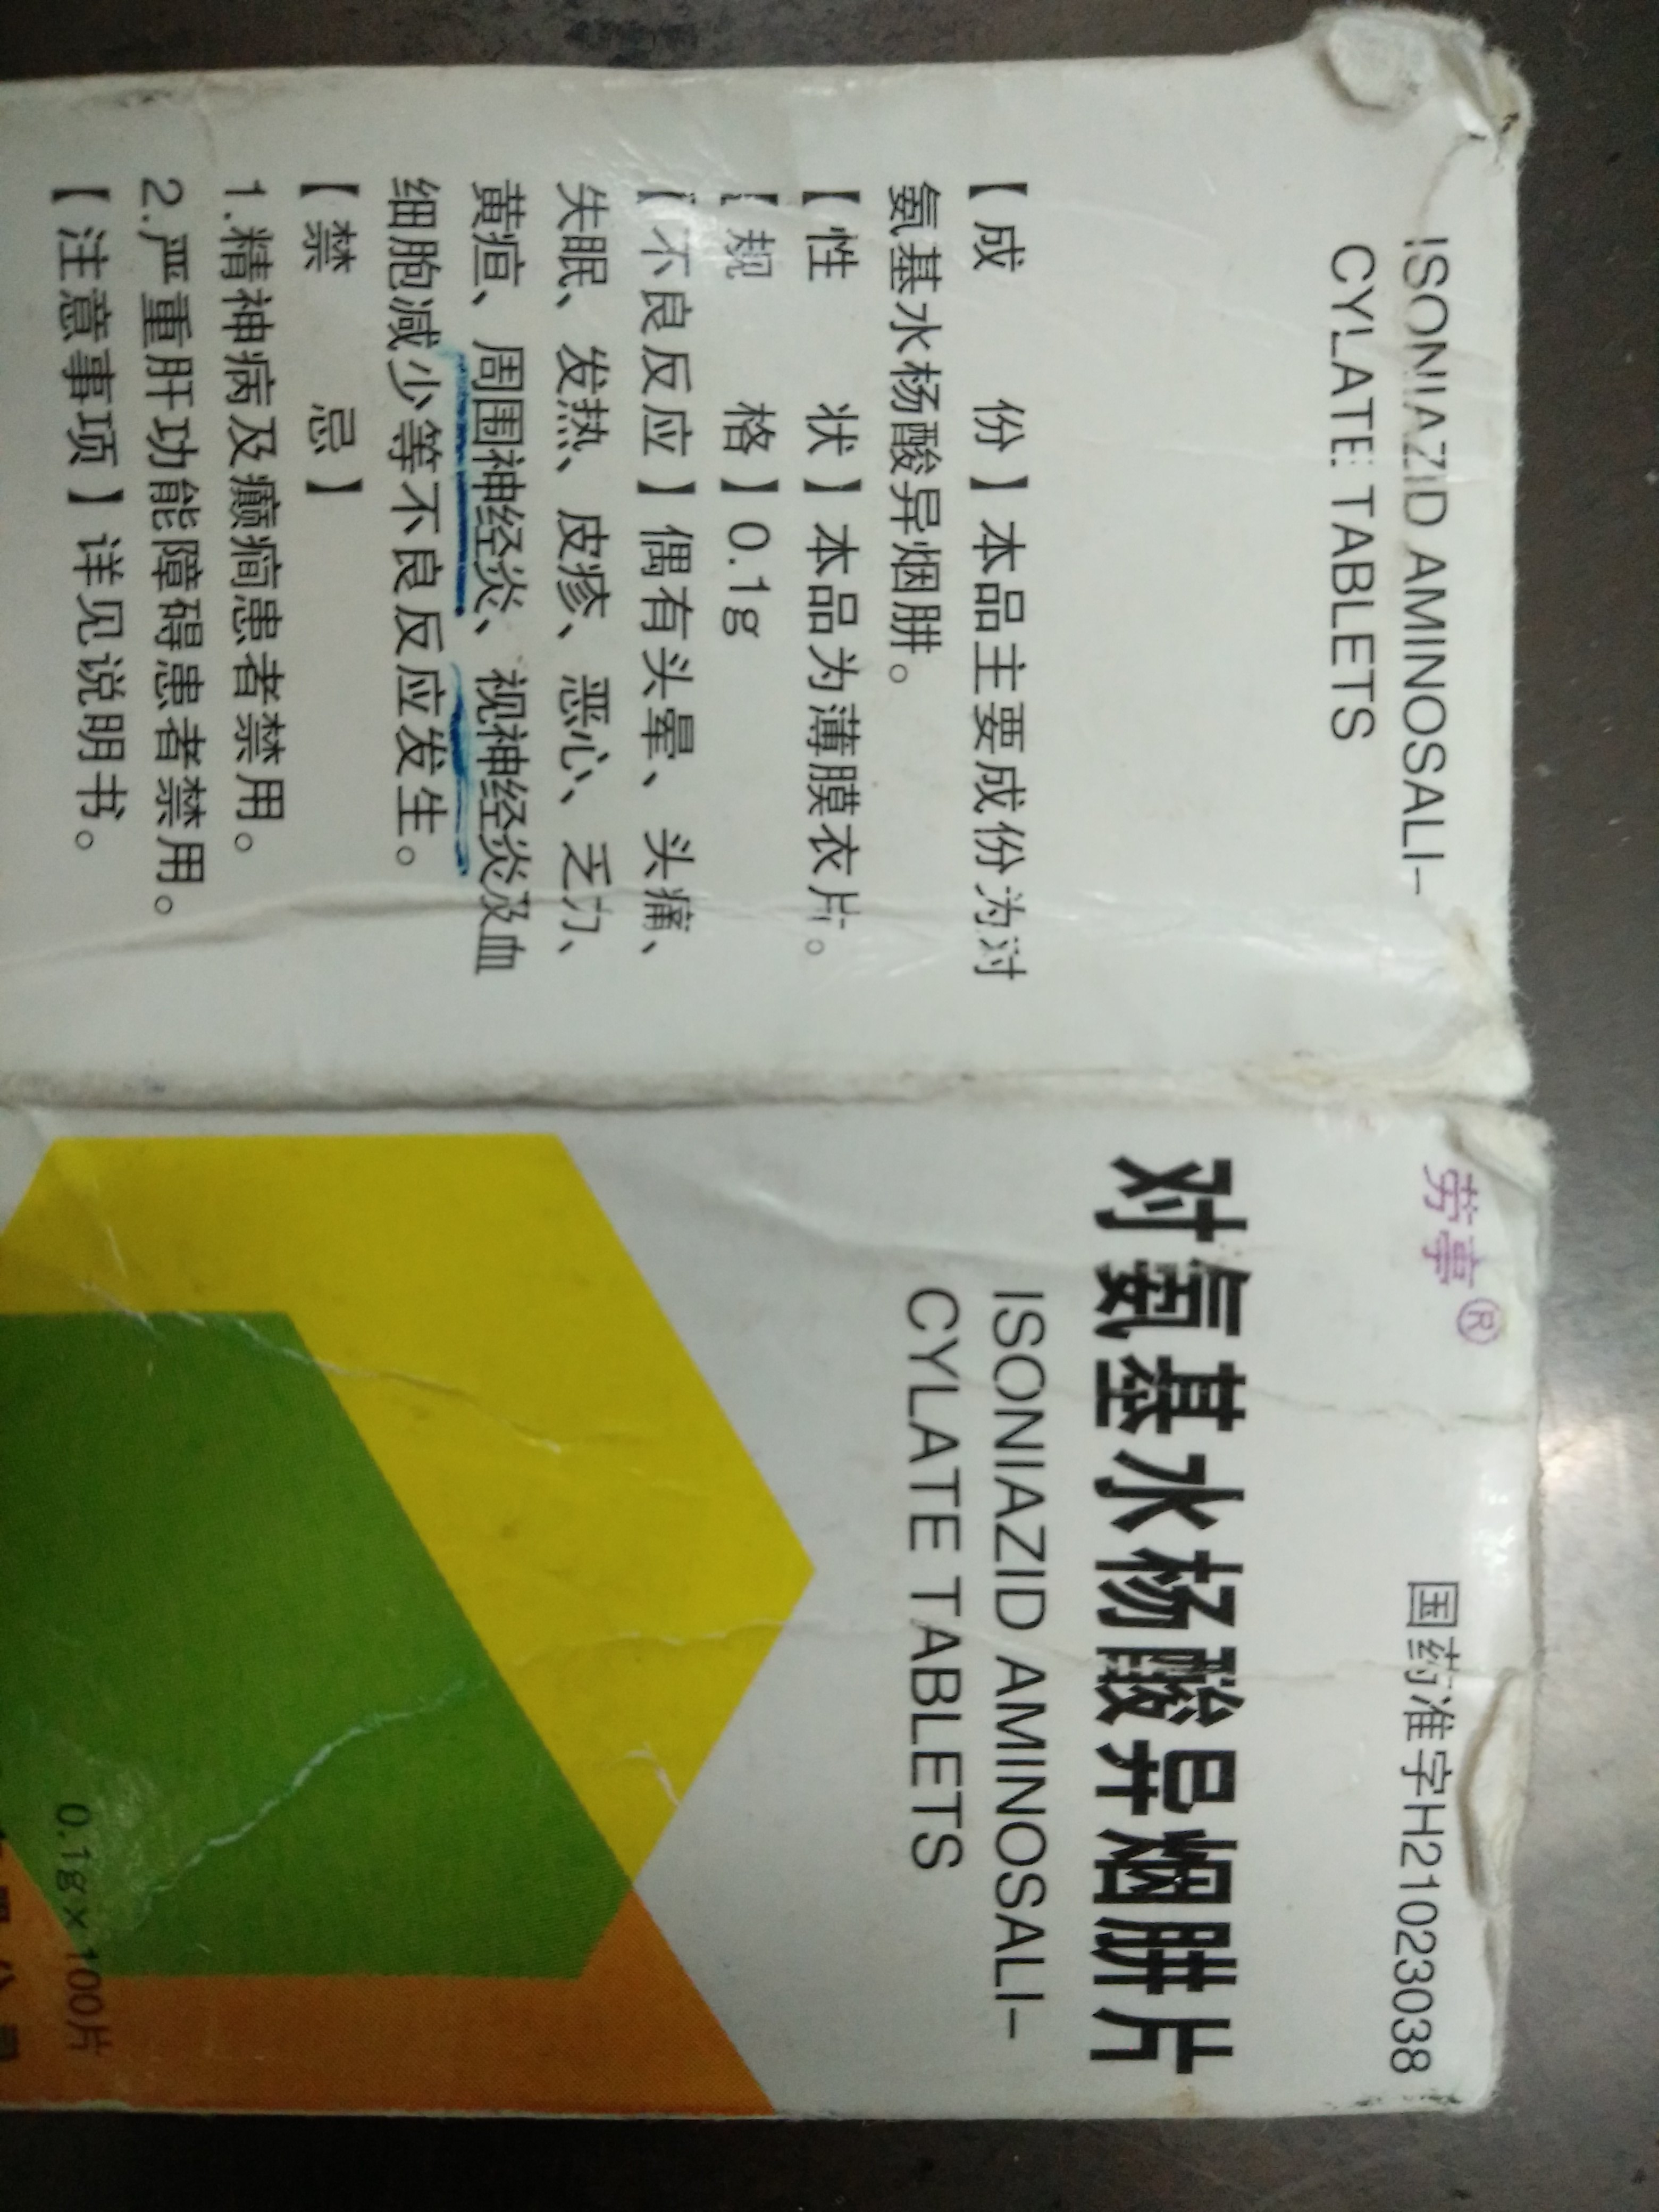 ISONIAZID AMINOSALI-
CYLATE TABLETS
【成份】本品主要成份为对
氨基水杨酸异烟肼。
【性状】本品为薄膜衣片。
【规格】0.1g
【不良反应】偶有头晕、头痛、
失眠、发热、皮疹、恶心、乏力、
黄疸、周围神经炎、视神经炎及血
细胞减少等不良反应发生。
【禁忌】
1.精神病及癫痫患者禁用。
2.严重肝功能障碍患者禁用。
【注意事项】详见说明书。
国药准字H21023038
对氨基水杨酸异烟肼片
ISONIAZID AMINOSALI-
CYLATE TABLETS
0.1g×100片